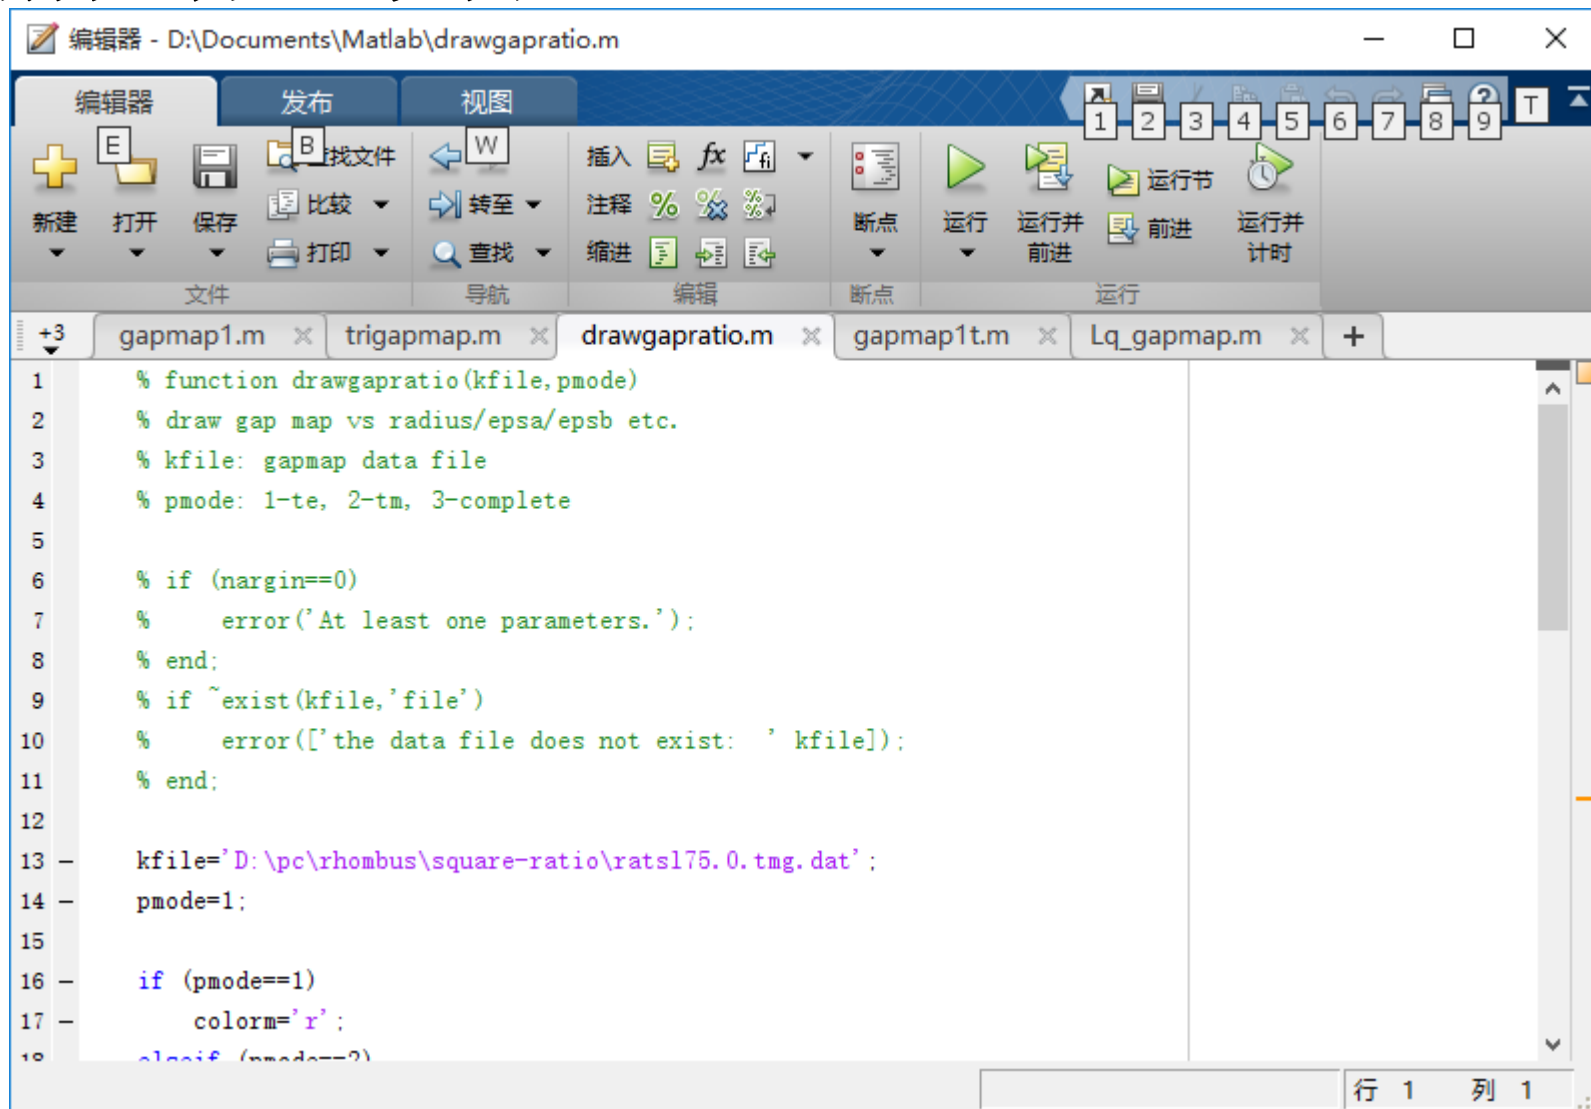 编辑器 - D:\Documents\Matlab\drawgapratio.m
编辑器 发布 视图
1 2 3 4 5 6 7 8 9 T
E B W
找文件 插入 fx fi
新建 打开 保存 比较 转至 注释 断点 运行 运行并前进 运行节 前进 运行并计时
打印 查找 缩进
文件 导航 编辑 断点 运行
+3 gapmap1.m trigapmap.m drawgapratio.m gapmap1t.m Lq_gapmap.m +
1 % function drawgapratio(kfile,pmode)
2 % draw gap map vs radius/epsa/epsb etc.
3 % kfile: gapmap data file
4 % pmode: 1-te, 2-tm, 3-complete
5
6 % if (nargin==0)
7 %     error('At least one parameters.');
8 % end;
9 % if ~exist(kfile,'file')
10 %     error(['the data file does not exist:  ' kfile]);
11 % end;
12
13 – kfile='D:\pc\rhombus\square-ratio\ratsl75.0.tmg.dat';
14 – pmode=1;
15
16 – if (pmode==1)
17 –     colorm='r';
18 elseif (pmode==2)
行 1 列 1